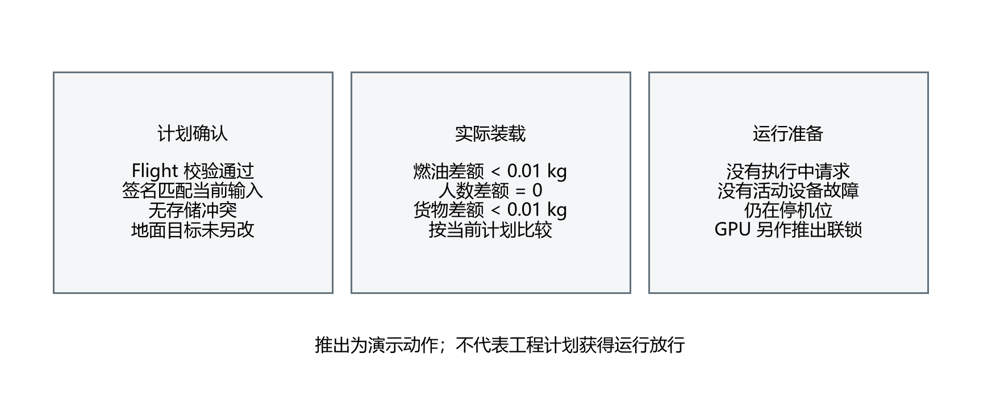 计划确认
Flight 校验通过
签名匹配当前输入
无存储冲突
地面目标未另改
实际装载
燃油差额 < 0.01 kg
人数差额 = 0
货物差额 < 0.01 kg
按当前计划比较
运行准备
没有执行中请求
没有活动设备故障
仍在停机位
GPU 另作推出联锁
推出为演示动作；不代表工程计划获得运行放行